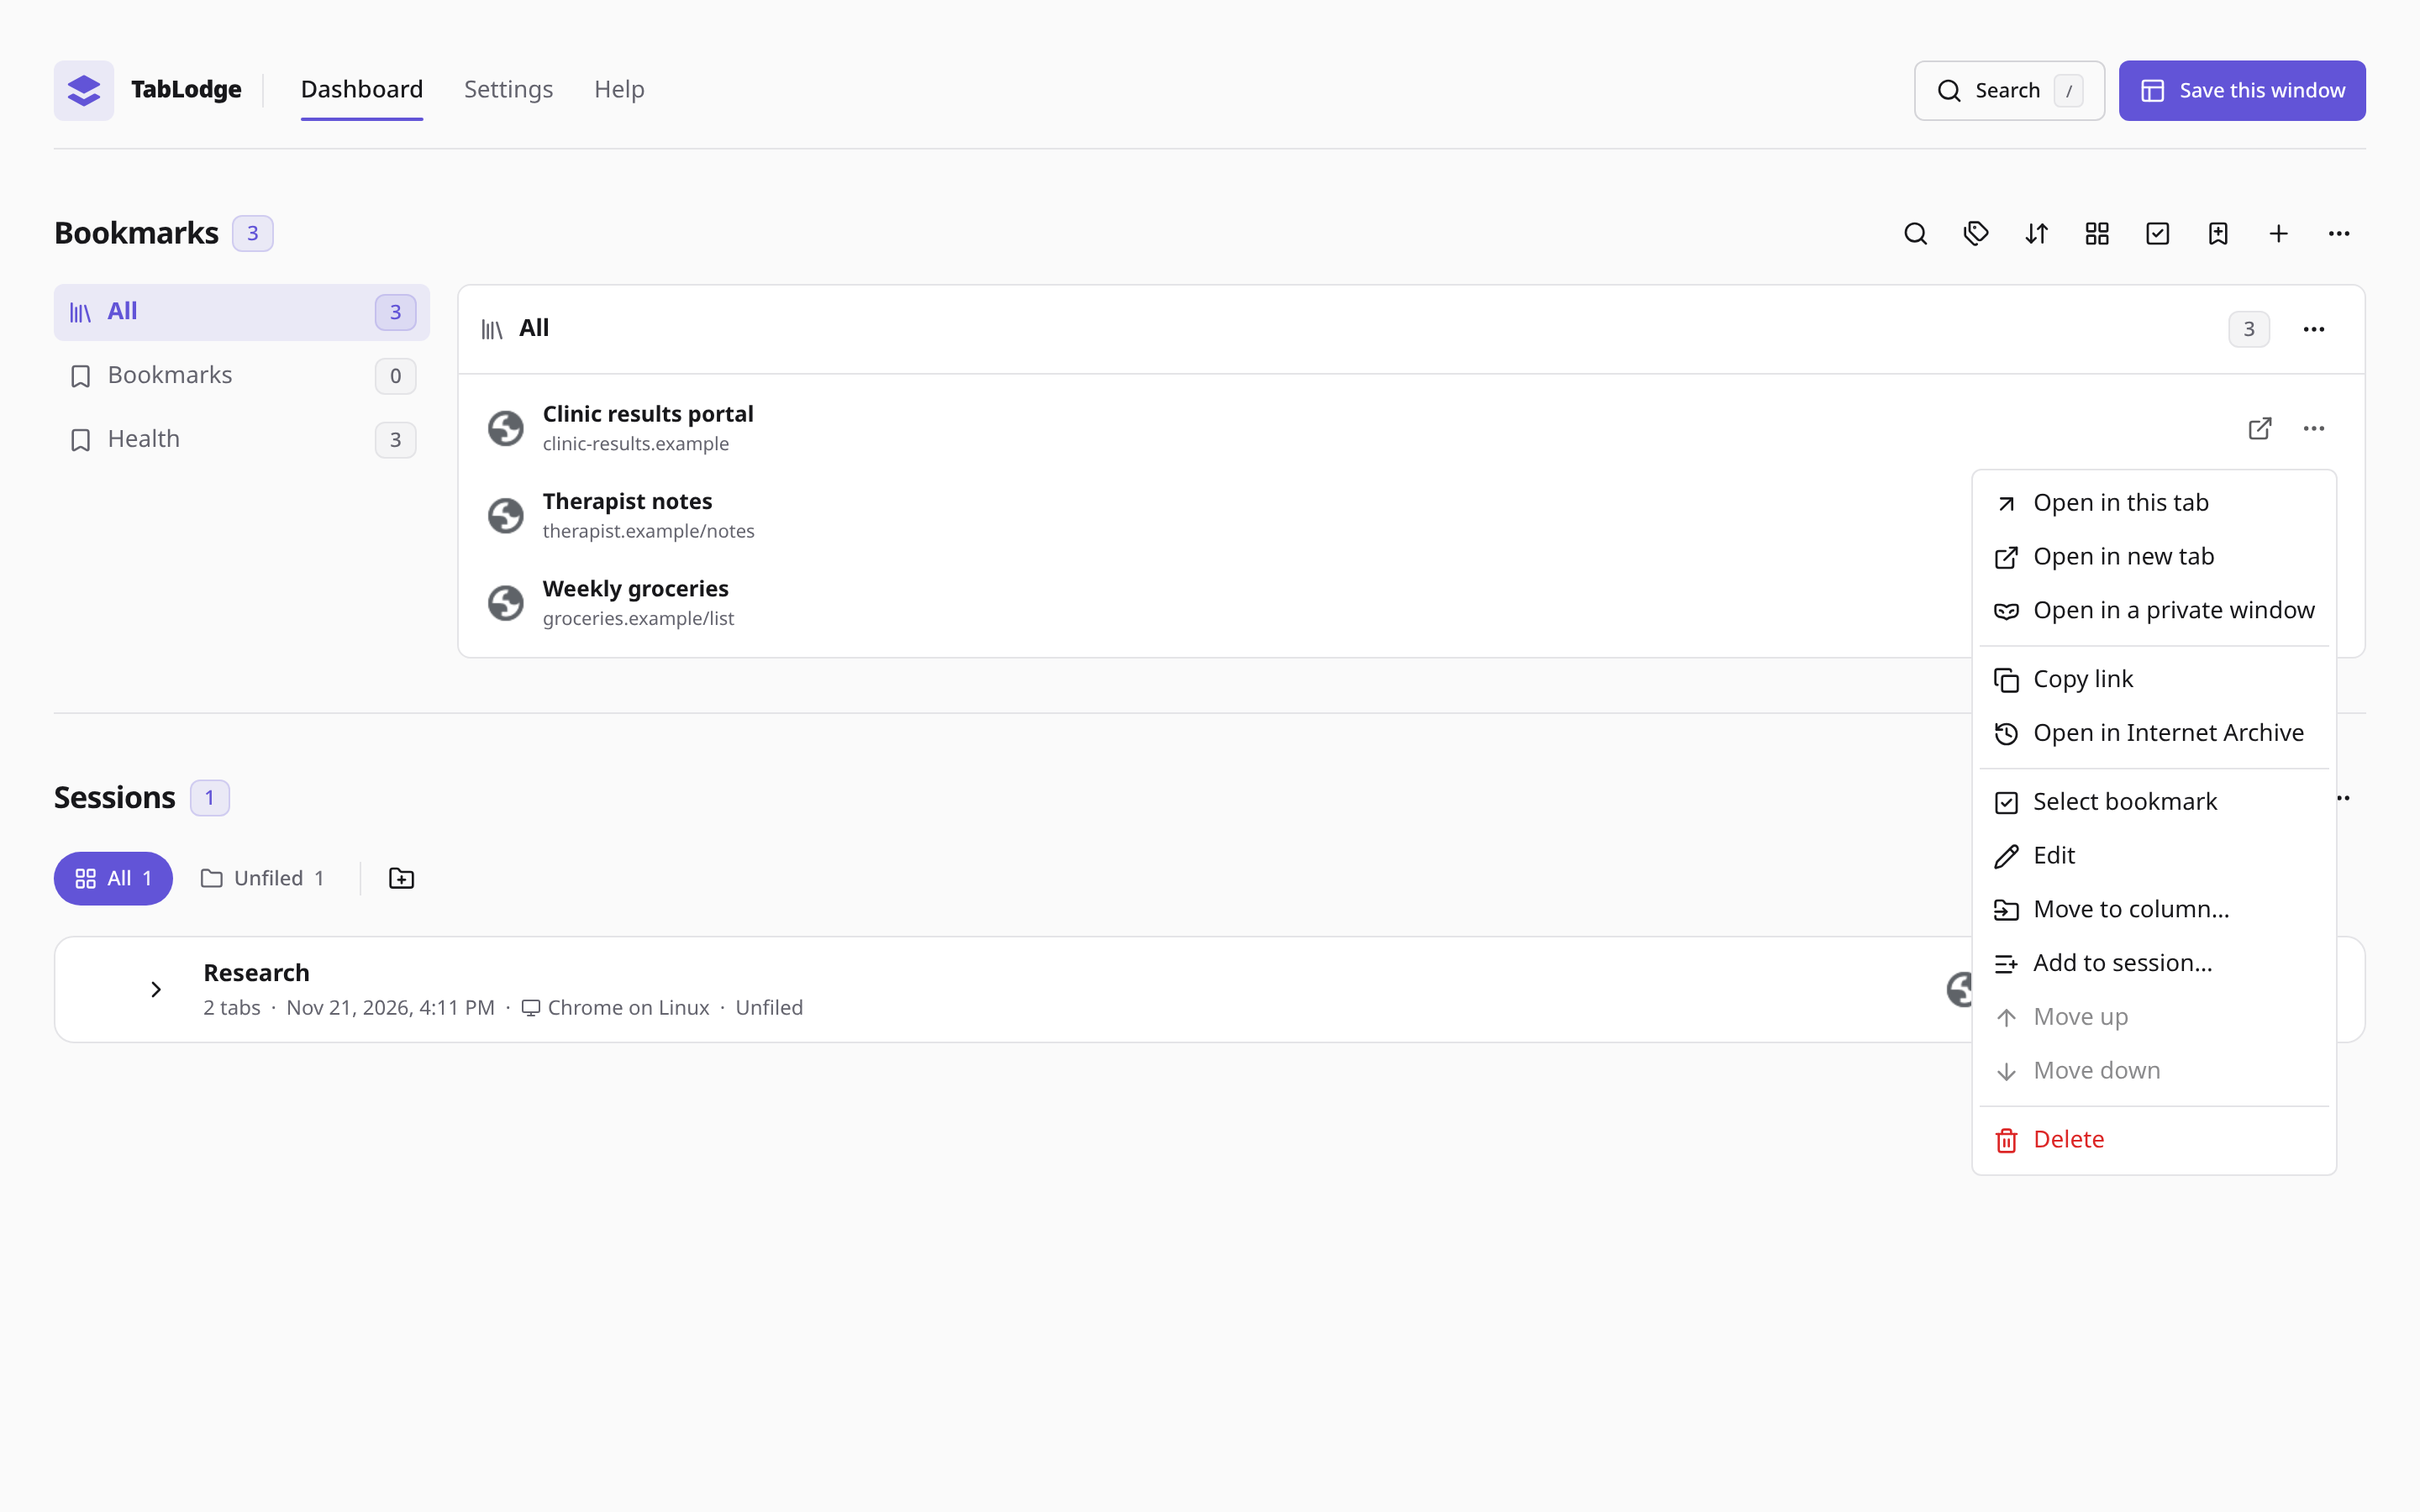 TabLodge
Dashboard
Settings
Help
Search /
Save this window
Bookmarks 3
All 3
Bookmarks 0
Health 3
All 3
Clinic results portal
clinic-results.example
Therapist notes
therapist.example/notes
Weekly groceries
groceries.example/list
Open in this tab
Open in new tab
Open in a private window
Copy link
Open in Internet Archive
Select bookmark
Edit
Move to column...
Add to session...
Move up
Move down
Delete
Sessions 1
All 1
Unfiled 1
Research
2 tabs · Nov 21, 2026, 4:11 PM · Chrome on Linux · Unfiled